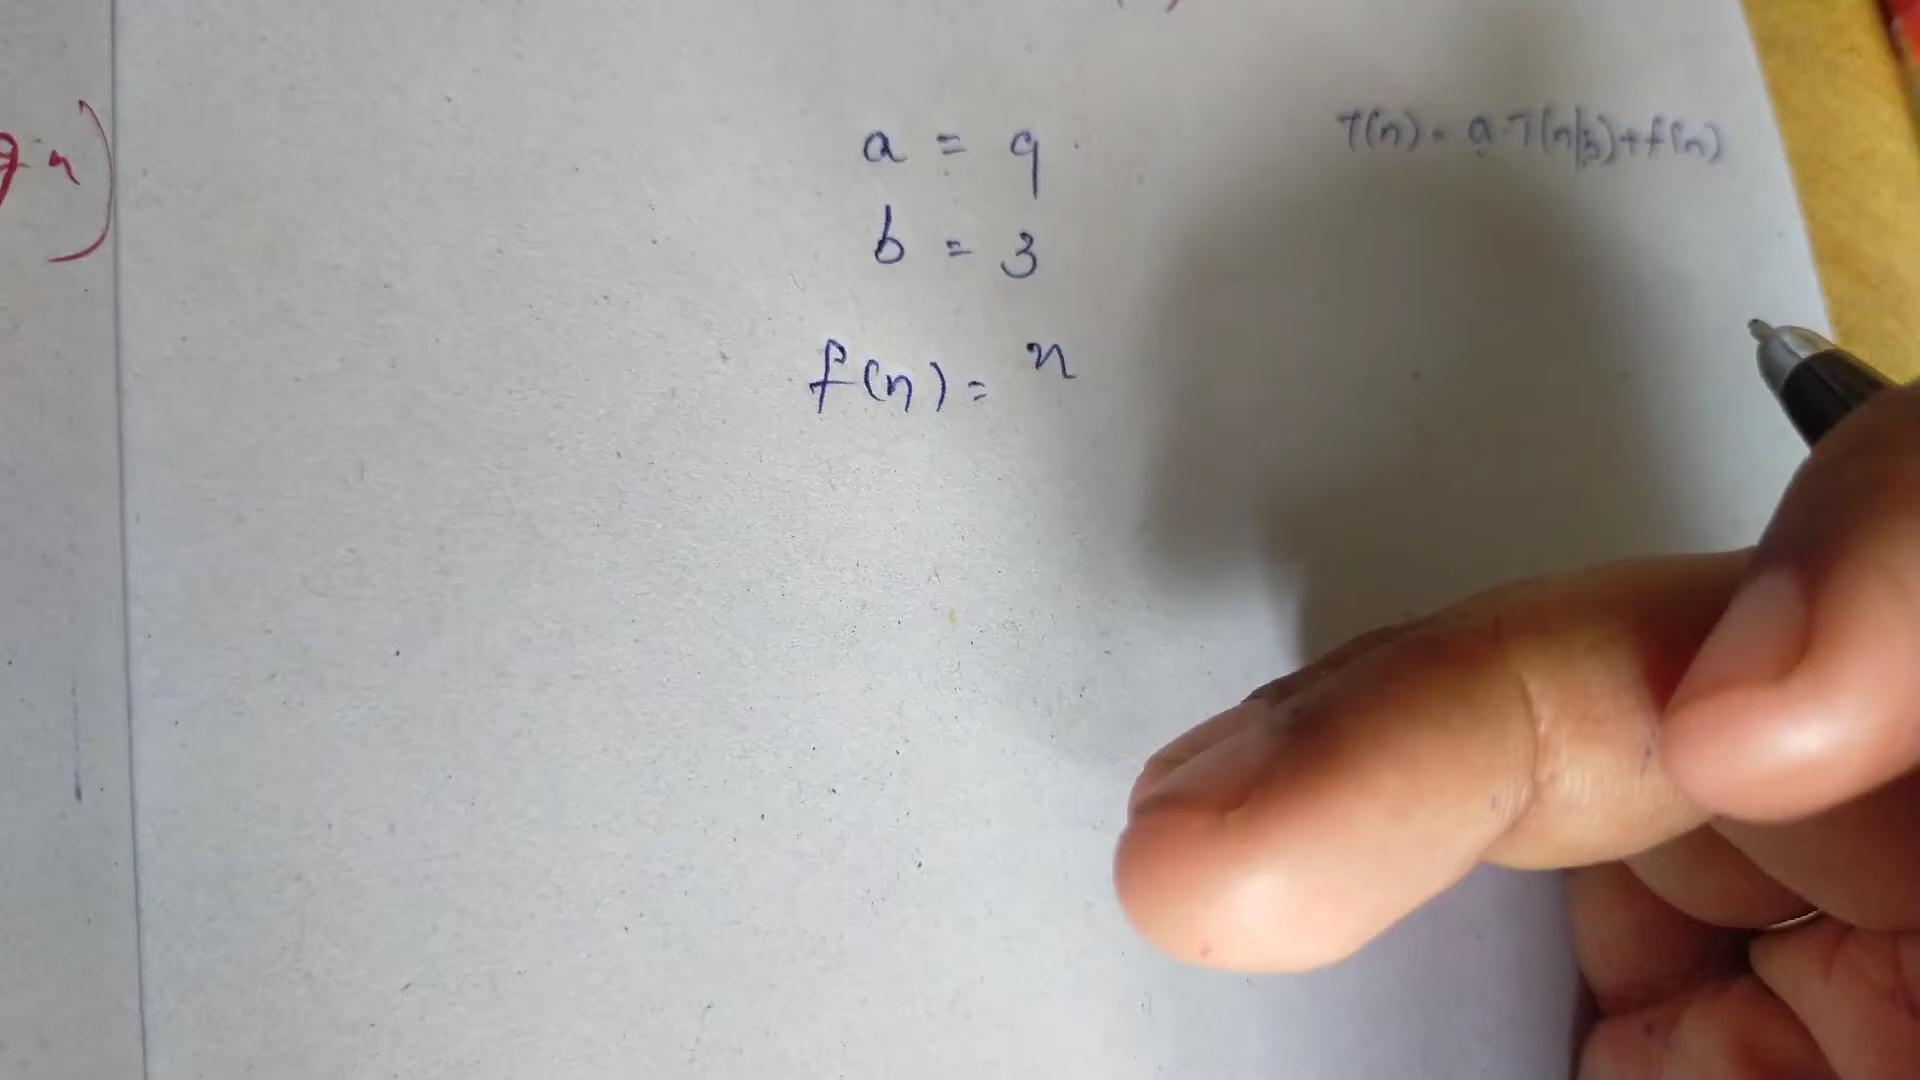 a = 9
T(n) = a.T(n/b)+f(n)
b = 3
f(n) = n